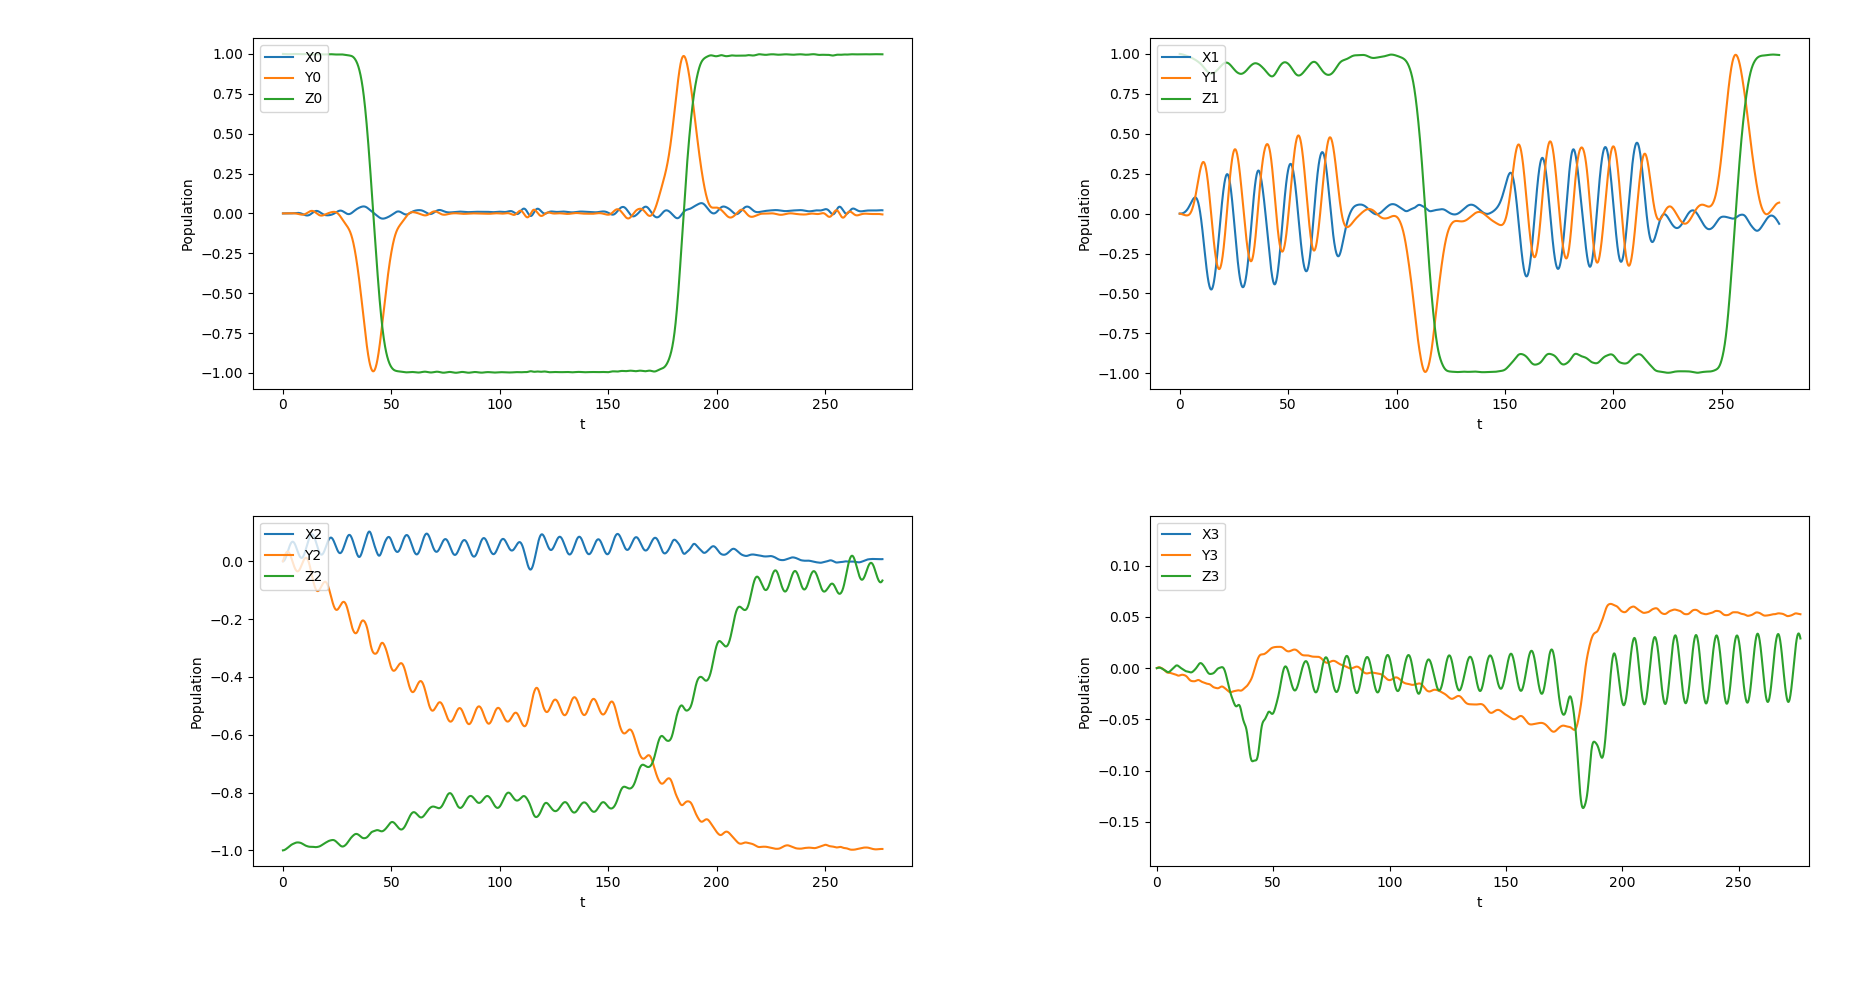 1.00
0.75
0.50
0.25
0.00
−0.25
−0.50
−0.75
−1.00
Population
X0
Y0
Z0
0 50 100 150 200 250
t
1.00
0.75
0.50
0.25
0.00
−0.25
−0.50
−0.75
−1.00
Population
X1
Y1
Z1
0 50 100 150 200 250
t
0.0
−0.2
−0.4
−0.6
−0.8
−1.0
Population
X2
Y2
Z2
0 50 100 150 200 250
t
0.10
0.05
0.00
−0.05
−0.10
−0.15
Population
X3
Y3
Z3
0 50 100 150 200 250
t